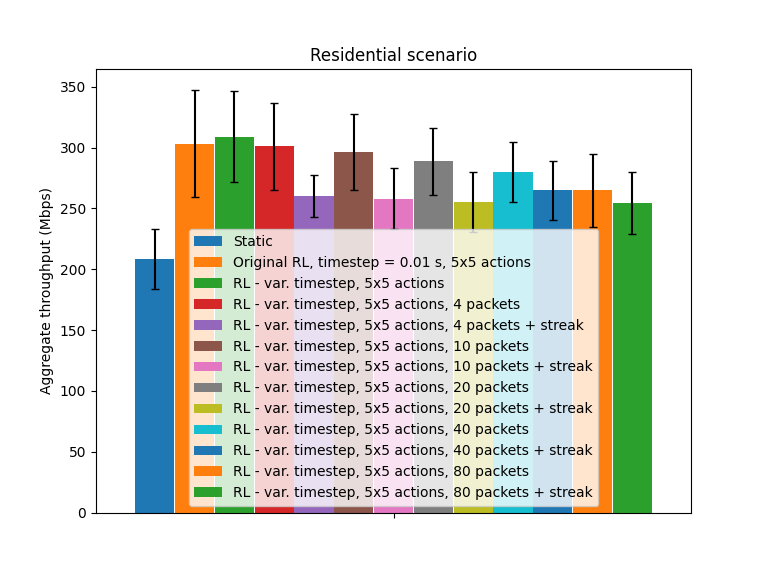 Residential scenario
Aggregate throughput (Mbps)
350
300
250
200
150
100
50
0
Static
Original RL, timestep = 0.01 s, 5x5 actions
RL - var. timestep, 5x5 actions
RL - var. timestep, 5x5 actions, 4 packets
RL - var. timestep, 5x5 actions, 4 packets + streak
RL - var. timestep, 5x5 actions, 10 packets
RL - var. timestep, 5x5 actions, 10 packets + streak
RL - var. timestep, 5x5 actions, 20 packets
RL - var. timestep, 5x5 actions, 20 packets + streak
RL - var. timestep, 5x5 actions, 40 packets
RL - var. timestep, 5x5 actions, 40 packets + streak
RL - var. timestep, 5x5 actions, 80 packets
RL - var. timestep, 5x5 actions, 80 packets + streak